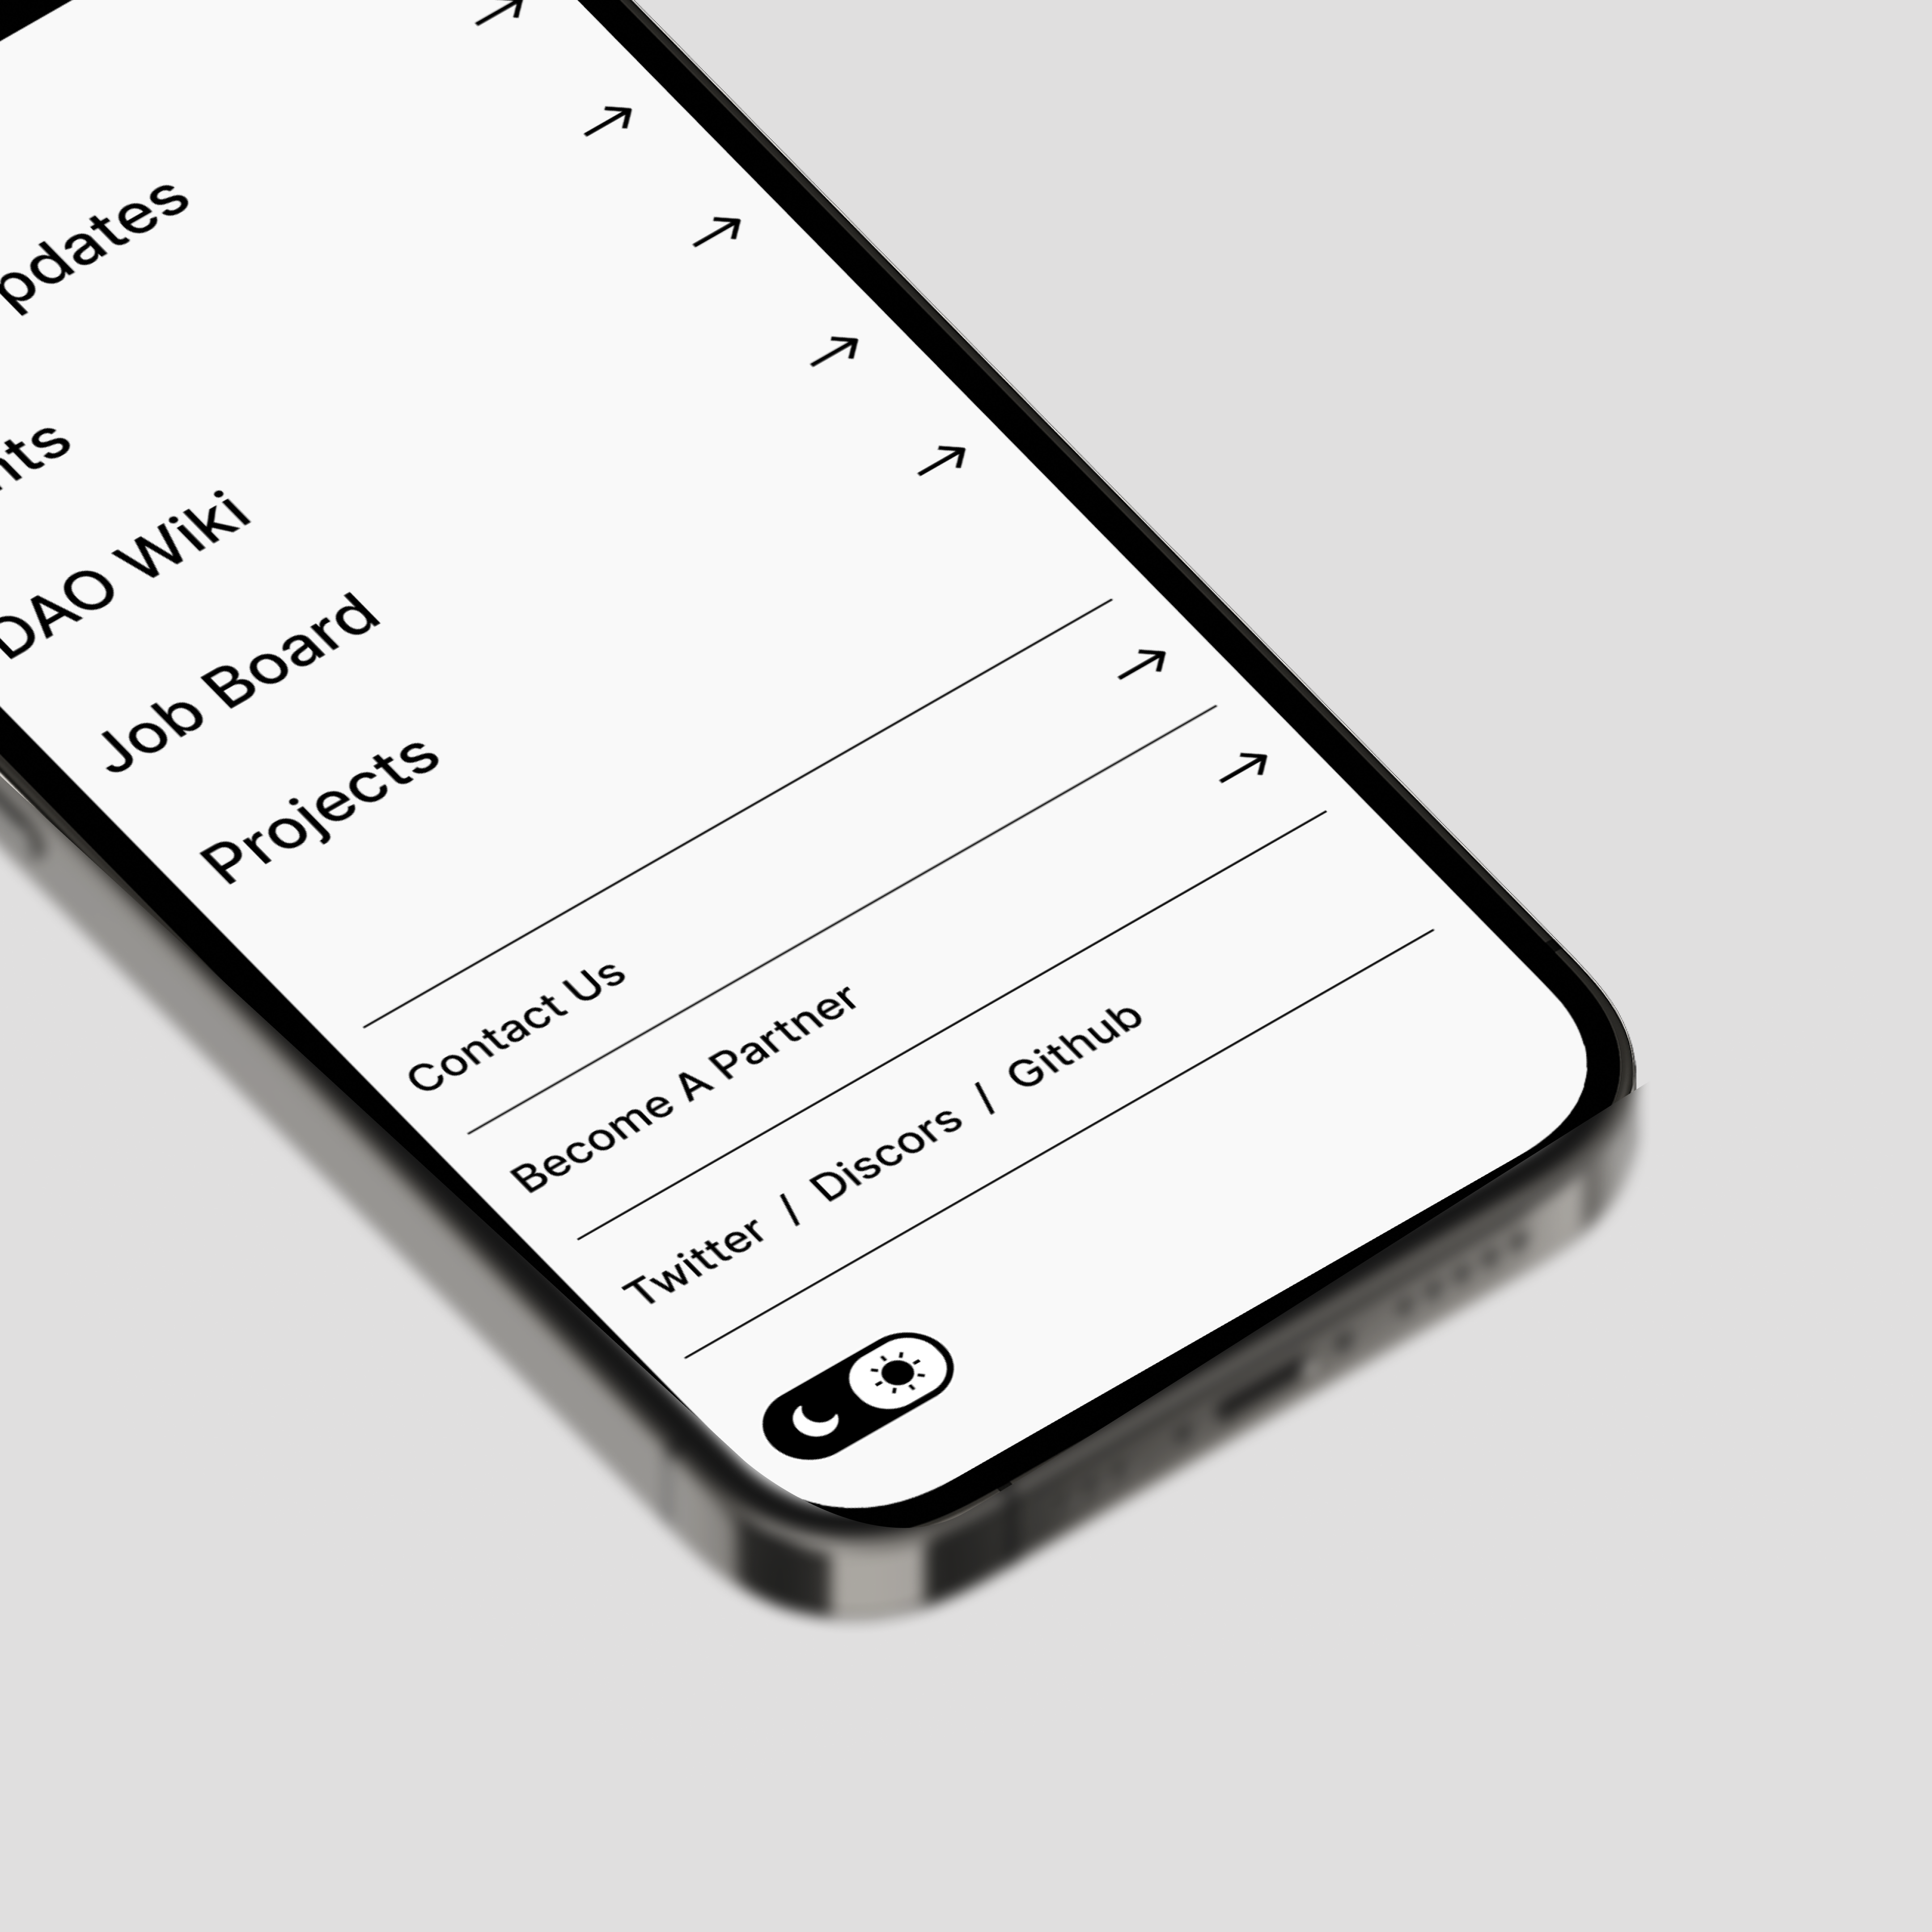 pdates
nts
DAO Wiki
Job Board
Projects
Contact Us
Become A Partner
Twitter / Discors / Github